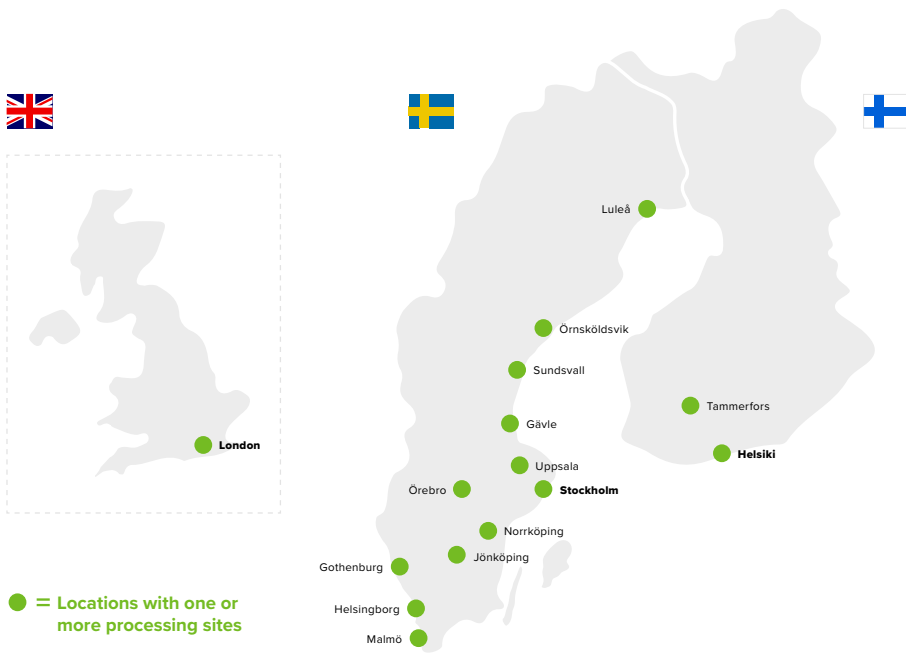 Luleå
Örnsköldsvik
Sundsvall
Tammerfors
Gävle
London
Helsiki
Uppsala
Örebro
Stockholm
Norrköping
Jönköping
Gothenburg
= Locations with one or
more processing sites
Helsingborg
Malmö